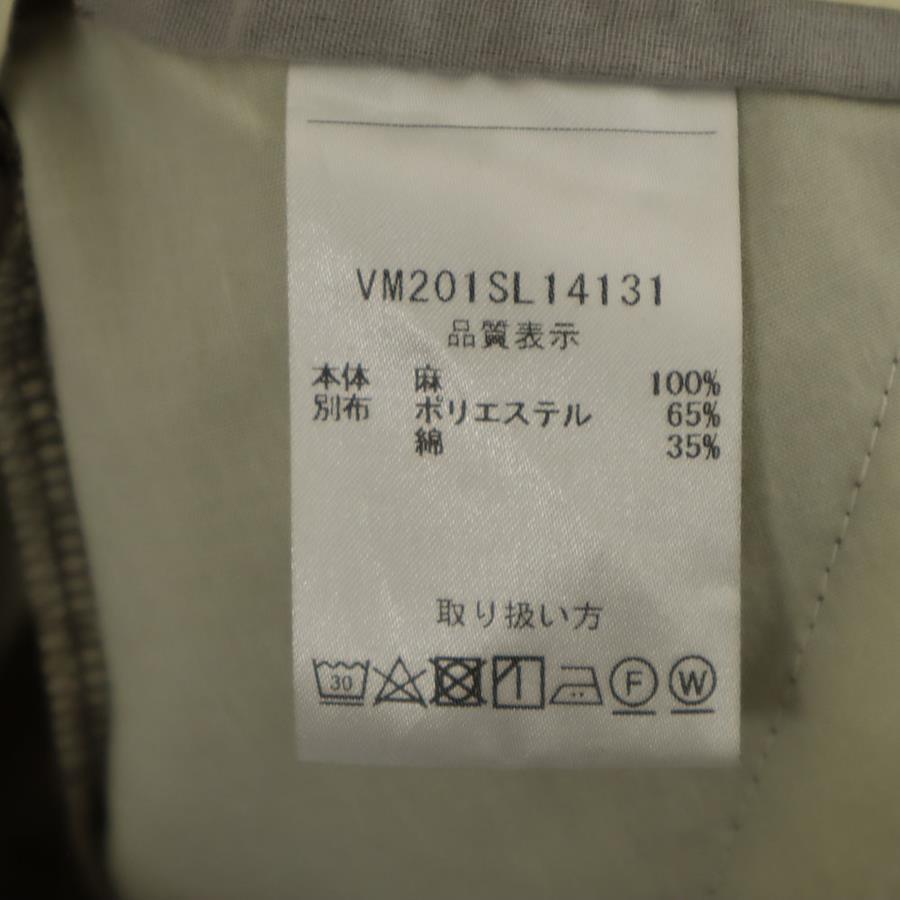 VM201SL14131
品質表示
本体 麻 100%
別布 ポリエステル 65%
綿 35%
取り扱い方
30 F W